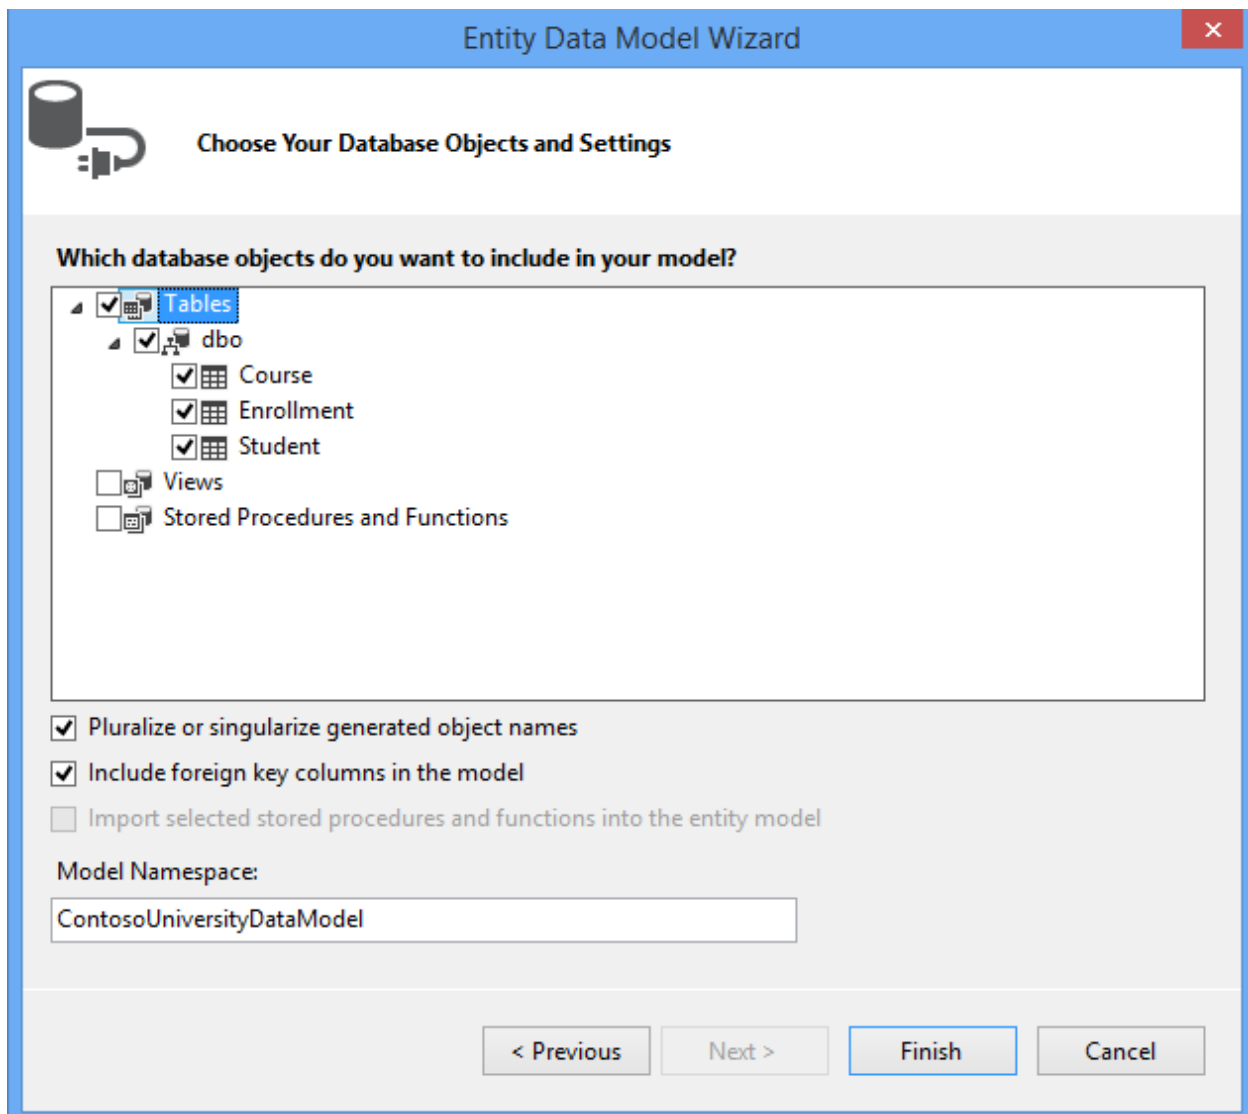 Entity Data Model Wizard
Choose Your Database Objects and Settings
Which database objects do you want to include in your model?
Tables
dbo
Course
Enrollment
Student
Views
Stored Procedures and Functions
Pluralize or singularize generated object names
Include foreign key columns in the model
Import selected stored procedures and functions into the entity model
Model Namespace:
ContosoUniversityDataModel
< Previous Next > Finish Cancel